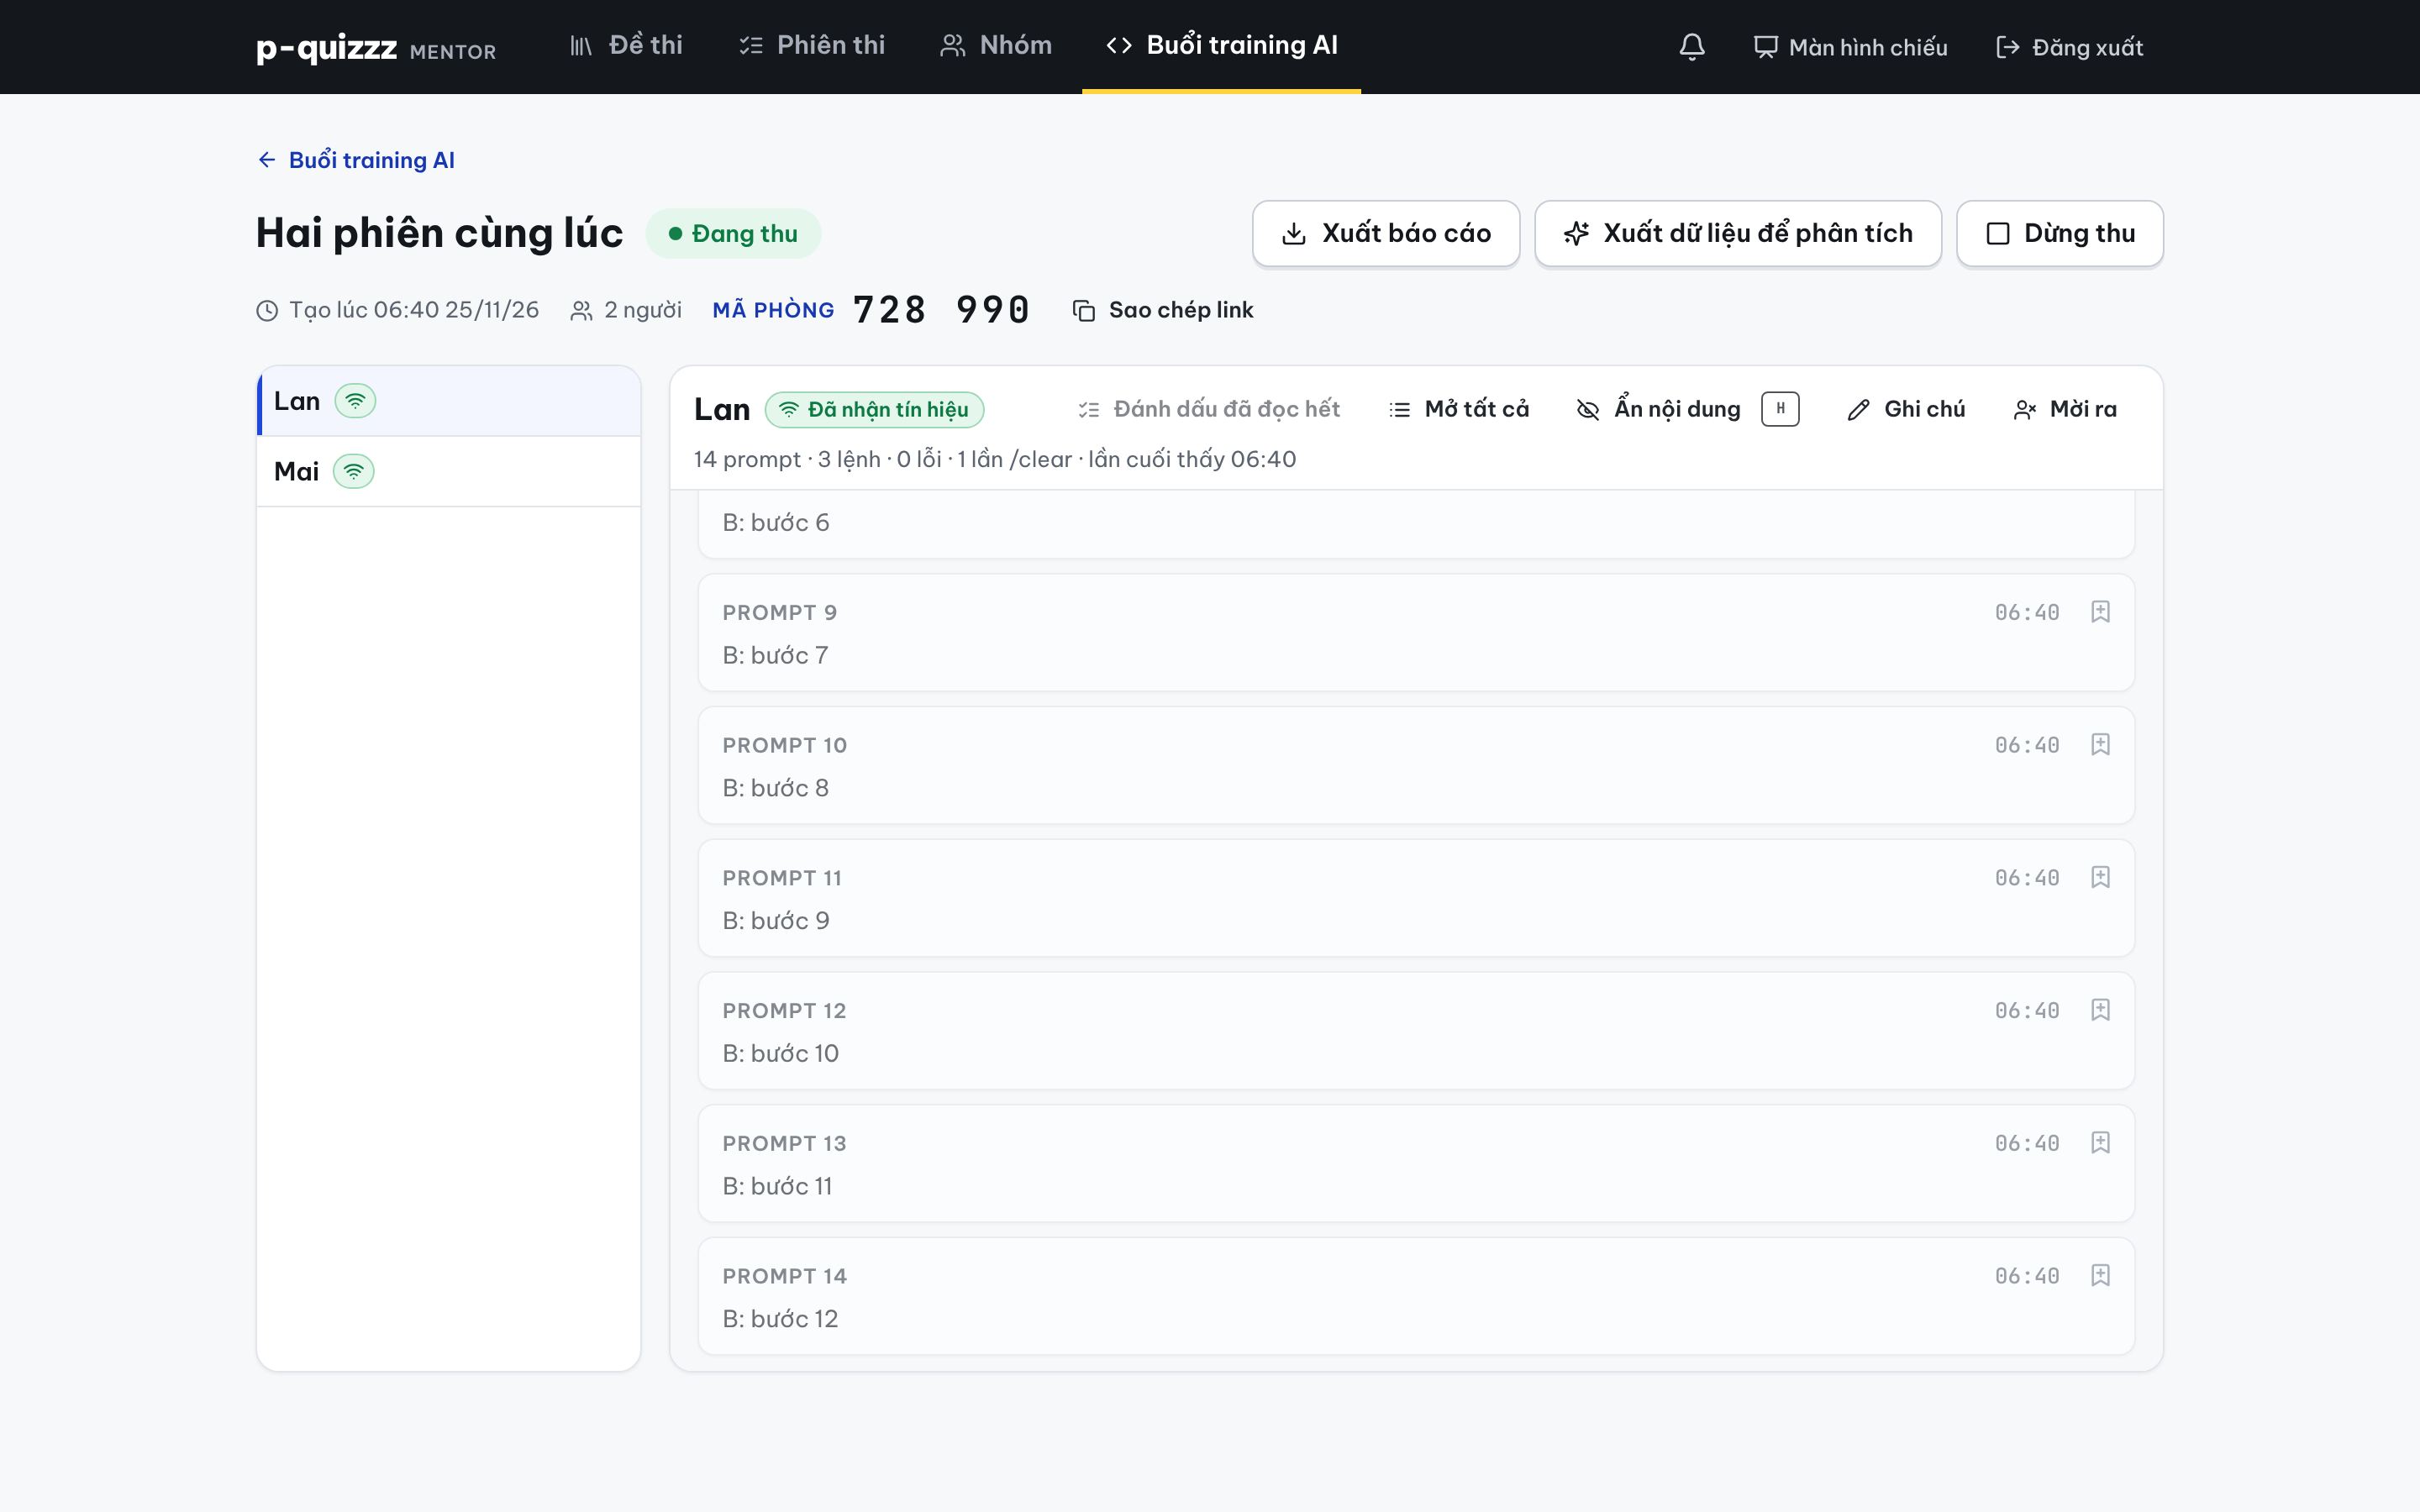 p-quizzz MENTOR
Đề thi
Phiên thi
Nhóm
Buổi training AI
Màn hình chiếu
Đăng xuất
Buổi training AI
Hai phiên cùng lúc
Đang thu
Xuất báo cáo
Xuất dữ liệu để phân tích
Dừng thu
Tạo lúc 06:40 25/11/26
2 người
MÃ PHÒNG 728 990
Sao chép link
Lan
Mai
Lan
Đã nhận tín hiệu
Đánh dấu đã đọc hết
Mở tất cả
Ẩn nội dung H
Ghi chú
Mời ra
14 prompt · 3 lệnh · 0 lỗi · 1 lần /clear · lần cuối thấy 06:40
B: bước 6
PROMPT 9 06:40
B: bước 7
PROMPT 10 06:40
B: bước 8
PROMPT 11 06:40
B: bước 9
PROMPT 12 06:40
B: bước 10
PROMPT 13 06:40
B: bước 11
PROMPT 14 06:40
B: bước 12